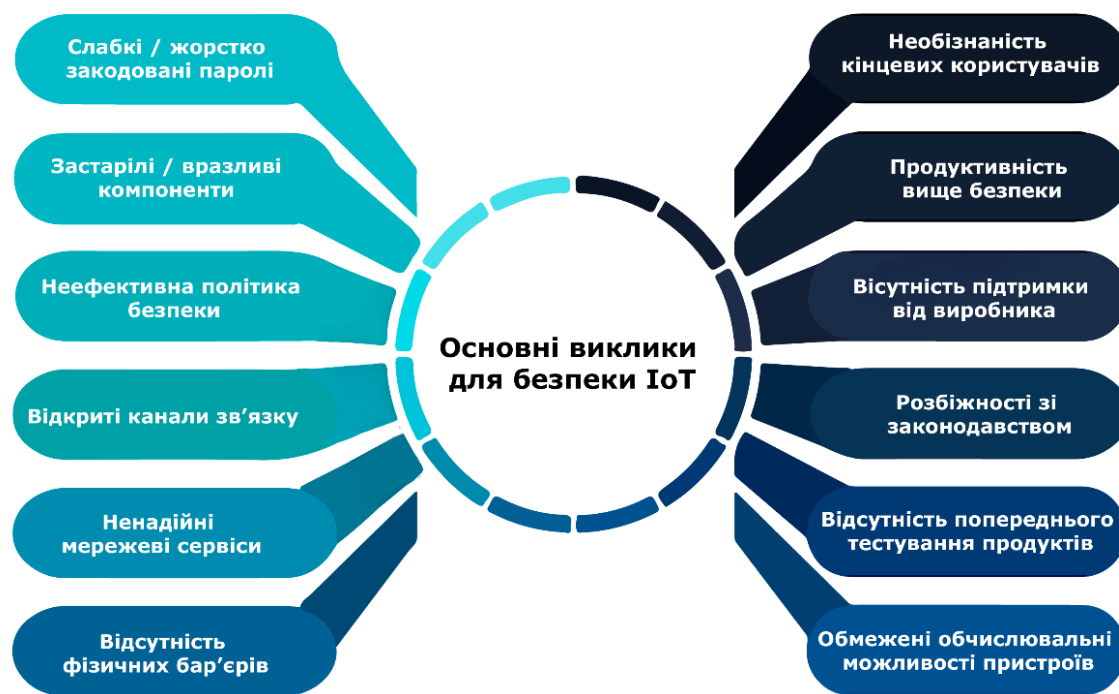 Слабкі / жорстко
закодовані паролі
Застарілі / вразливі
компоненти
Неефективна політика
безпеки
Відкриті канали зв’язку
Ненадійні
мережеві сервіси
Відсутність
фізичних бар’єрів
Основні виклики
для безпеки IoT
Необізнаність
кінцевих користувачів
Продуктивність
вище безпеки
Вісутність підтримки
від виробника
Розбіжності зі
законодавством
Відсутність попереднього
тестування продуктів
Обмежені обчислювальні
можливості пристроїв